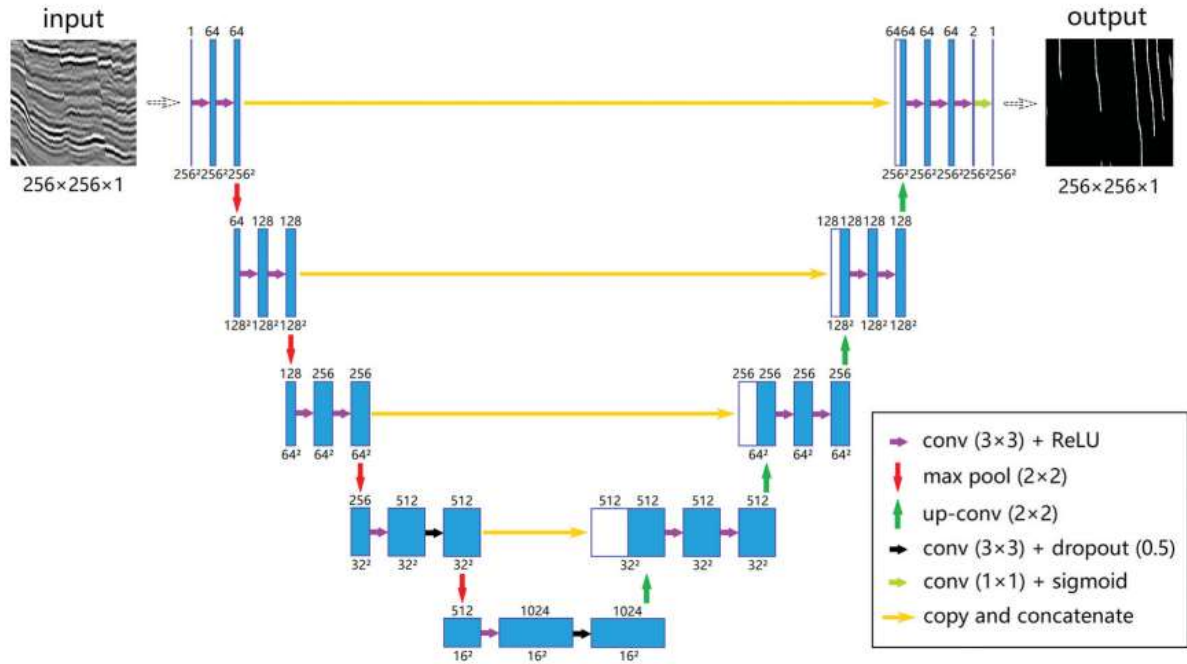 input
output
1 64 64
64 64 64 64 2 1
256² 256² 256²
256² 256² 256² 256² 256²
256×256×1
256×256×1
64 128 128
128 128 128 128
128² 128² 128²
128² 128² 128²
128 256 256
256 256 256 256
64² 64² 64²
64² 64² 64²
256 512 512
512 512 512 512
32² 32² 32²
32² 32² 32²
512 1024 1024
16² 16² 16²
conv (3×3) + ReLU
max pool (2×2)
up-conv (2×2)
conv (3×3) + dropout (0.5)
conv (1×1) + sigmoid
copy and concatenate